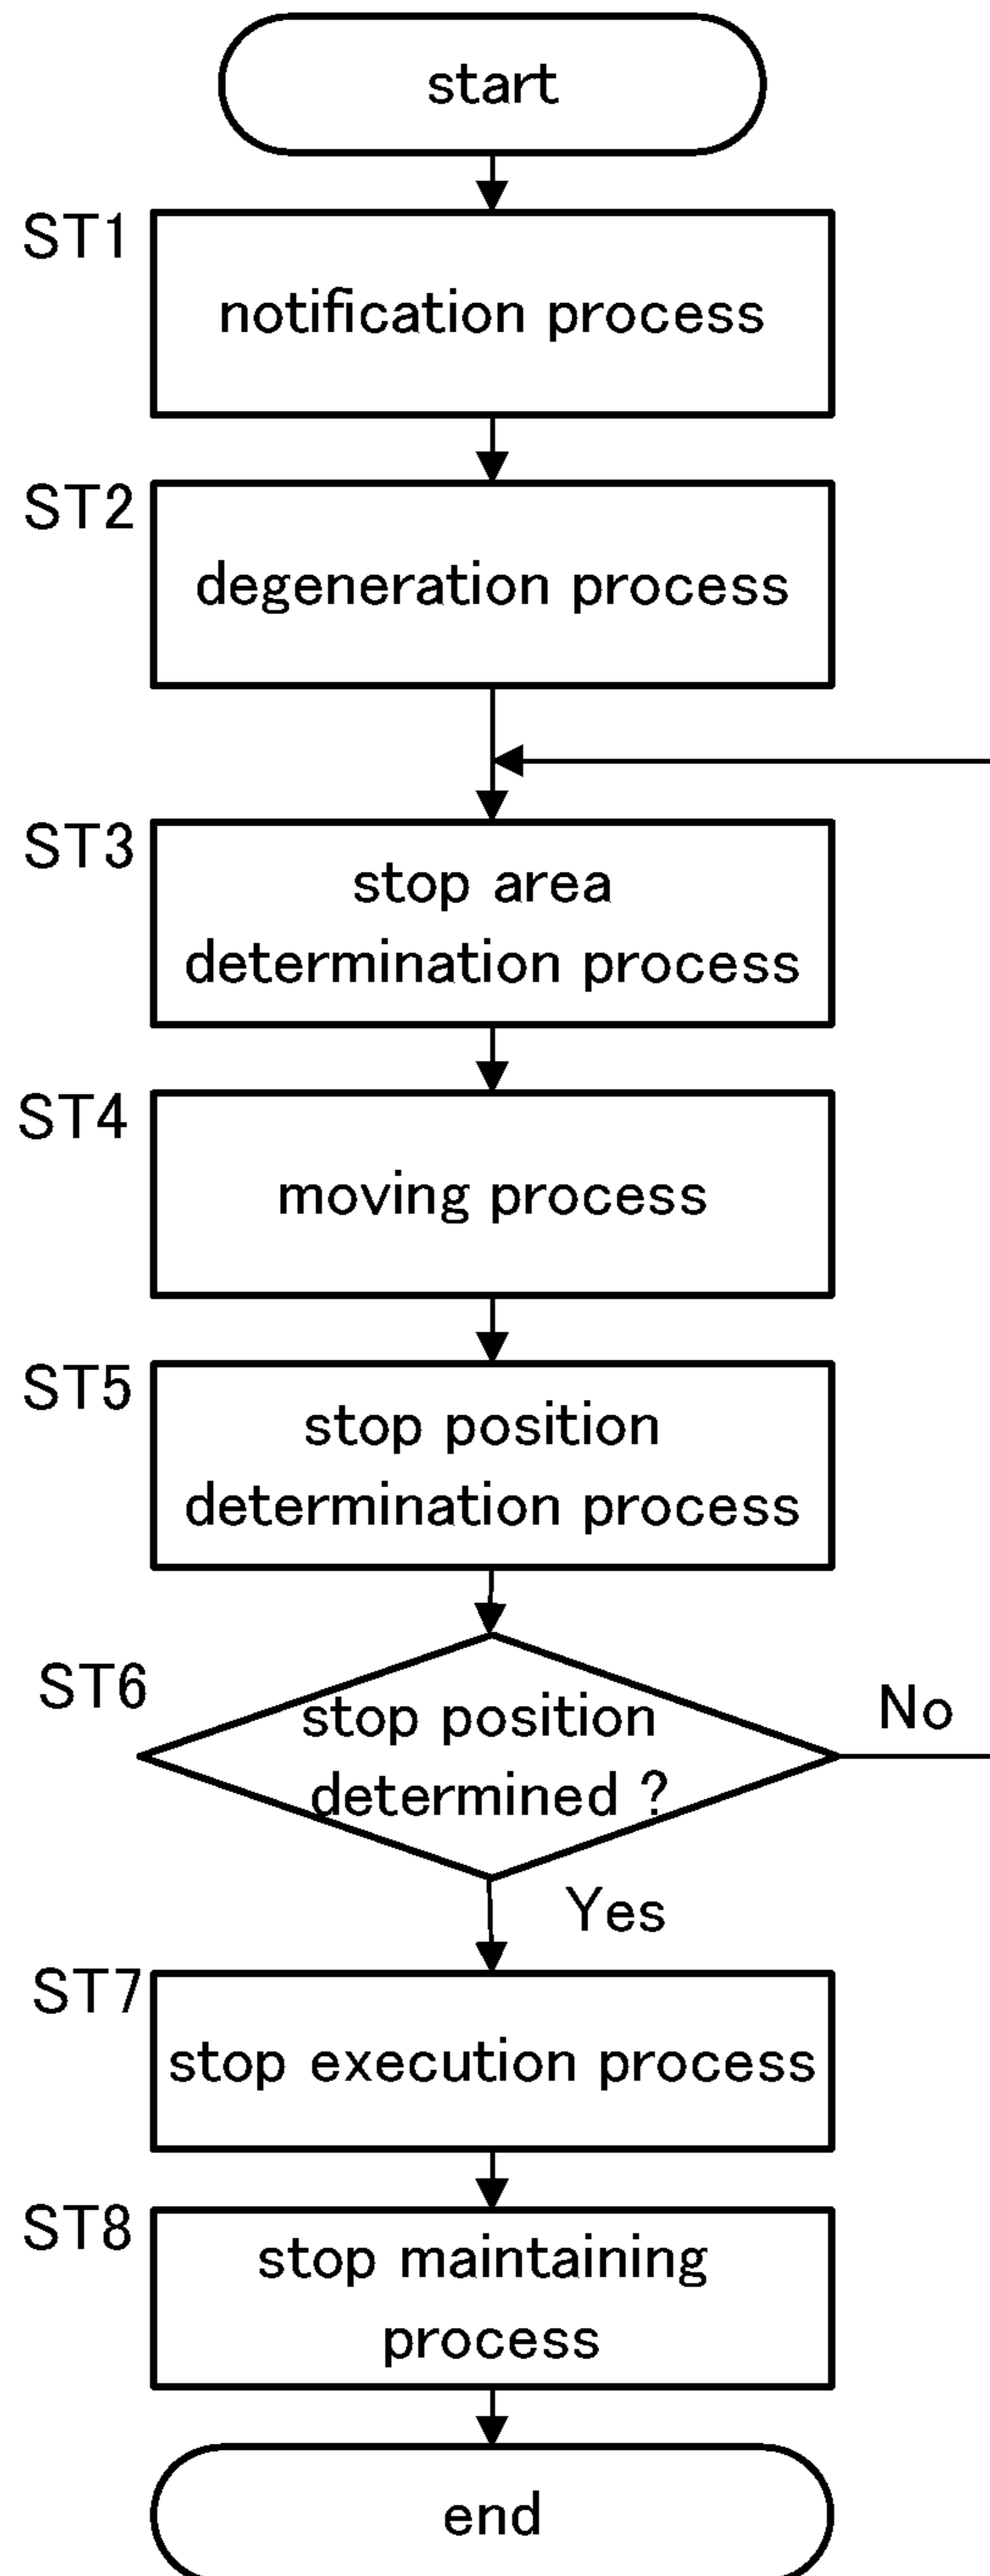 start
ST1
notification process
ST2
degeneration process
ST3
stop area
determination process
ST4
moving process
ST5
stop position
determination process
ST6
stop position
determined ?
No
Yes
ST7
stop execution process
ST8
stop maintaining
process
end